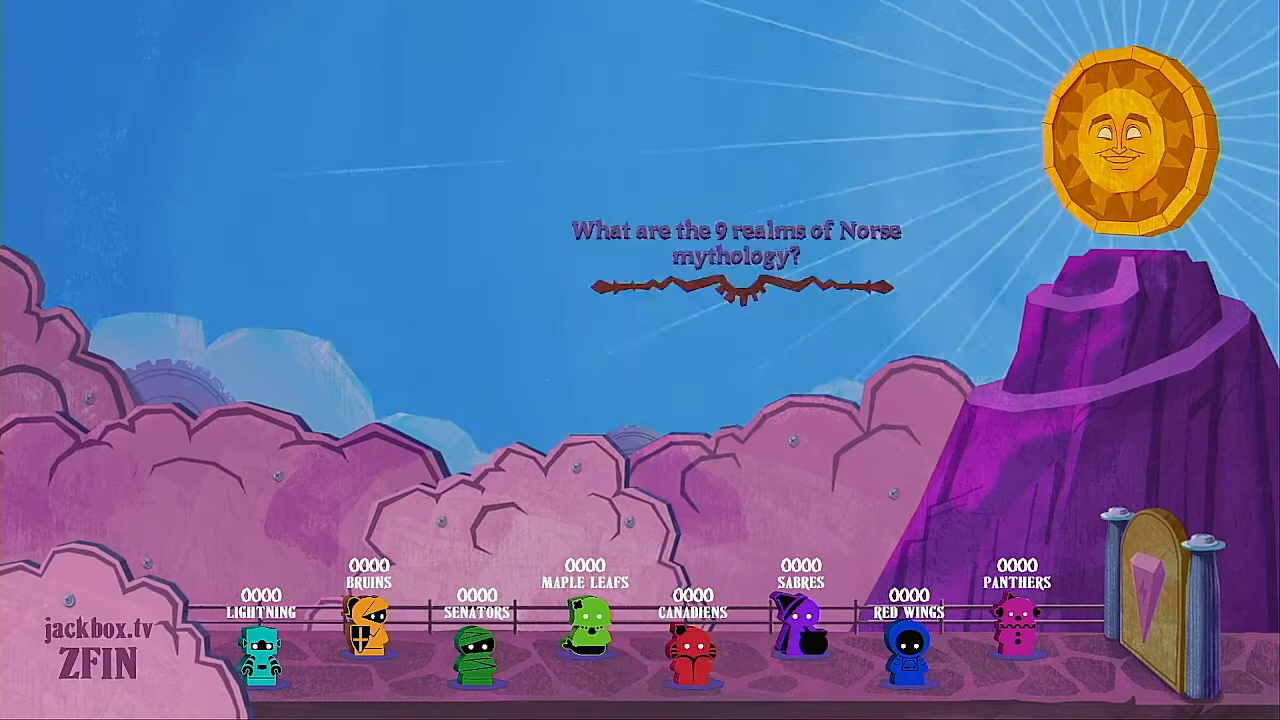 What are the 9 realms of Norse
mythology?
0000
LIGHTNING
0000
BRUINS
0000
SENATORS
0000
MAPLE LEAFS
0000
CANADIENS
0000
SABRES
0000
RED WINGS
0000
PANTHERS
jackbox.tv
ZFIN